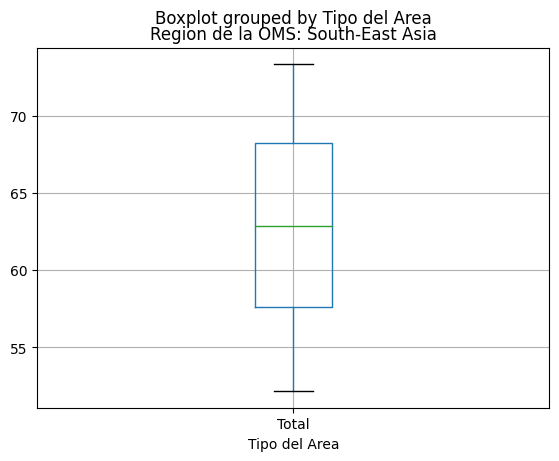 Boxplot grouped by Tipo del Area
Region de la OMS: South-East Asia
70
65
60
55
Total
Tipo del Area